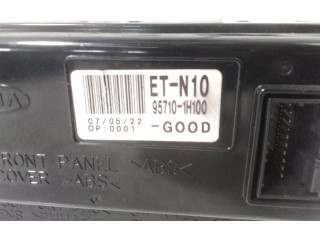 ET-N10
95710-1H100
07/05/22
OP:0001
-GOOD
FRONT PANEL >ABS<
COVER >ABS<